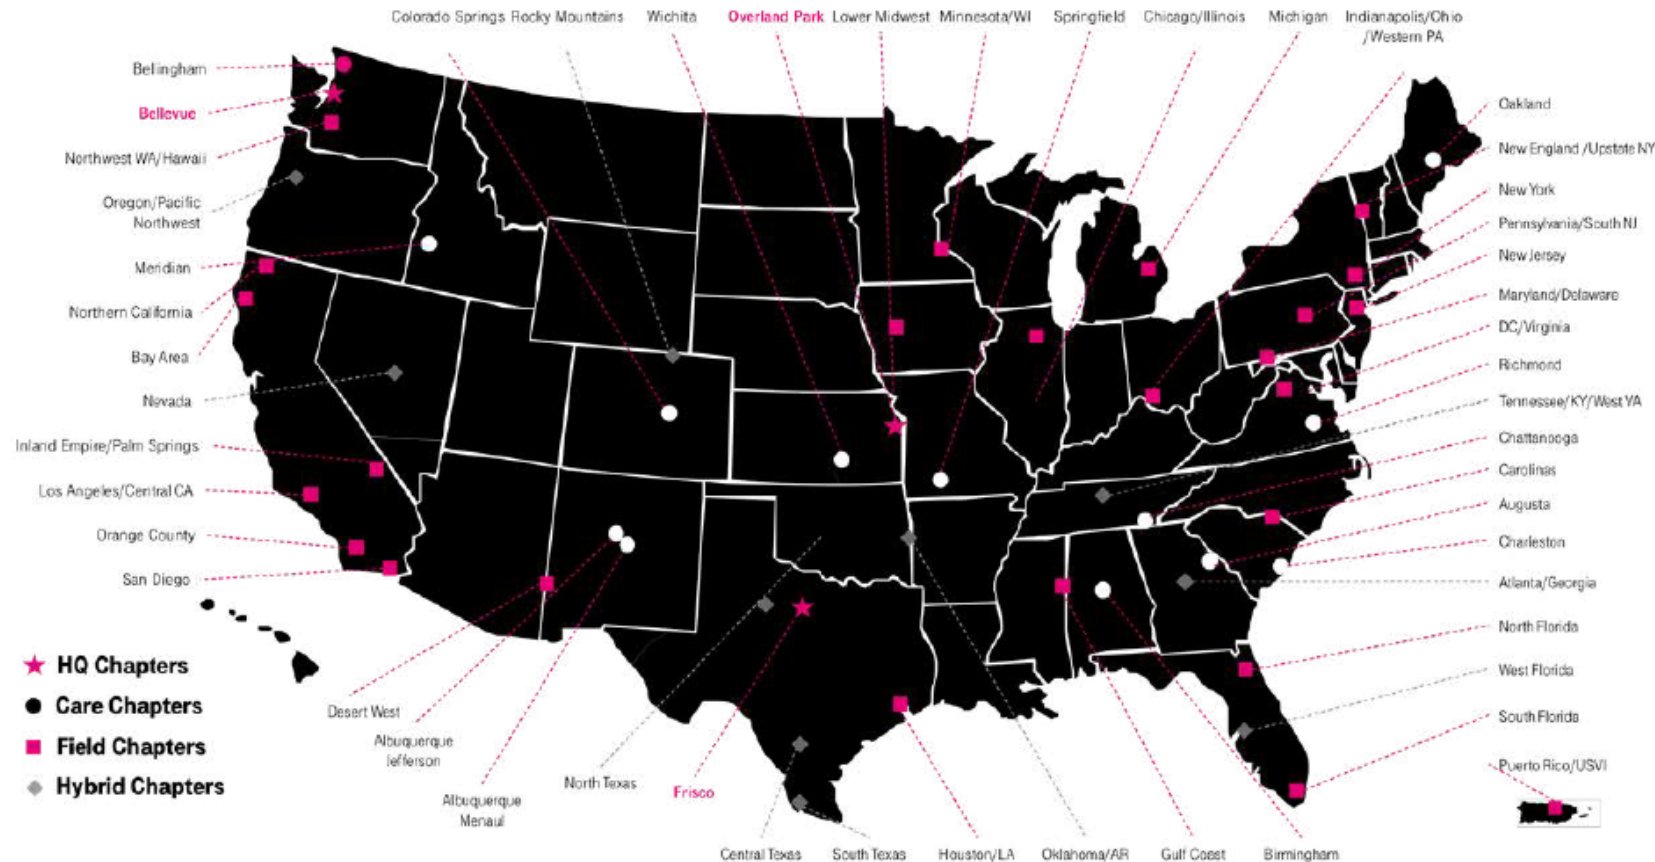 Colorado Springs
Rocky Mountains
Wichita
Overland Park
Lower Midwest
Minnesota/WI
Springfield
Chicago/Illinois
Michigan
Indianapolis/Ohio
/Western PA
Bellingham
Bellevue
Northwest WA/Hawaii
Oregon/Pacific
Northwest
Meridian
Northern California
Bay Area
Nevada
Inland Empire/Palm Springs
Los Angeles/Central CA
Orange County
San Diego
Oakland
New England /Upstate NY
New York
Pennsylvania/South NJ
New Jersey
Maryland/Delaware
DC/Virginia
Richmond
Tennessee/KY/West VA
Chattanooga
Carolinas
Augusta
Charleston
Atlanta/Georgia
North Florida
West Florida
South Florida
Puerto Rico/USVI
HQ Chapters
Care Chapters
Field Chapters
Hybrid Chapters
Desert West
Albuquerque
Jefferson
Albuquerque
Menaul
North Texas
Frisco
Central Texas
South Texas
Houston/LA
Oklahoma/AR
Gulf Coast
Birmingham